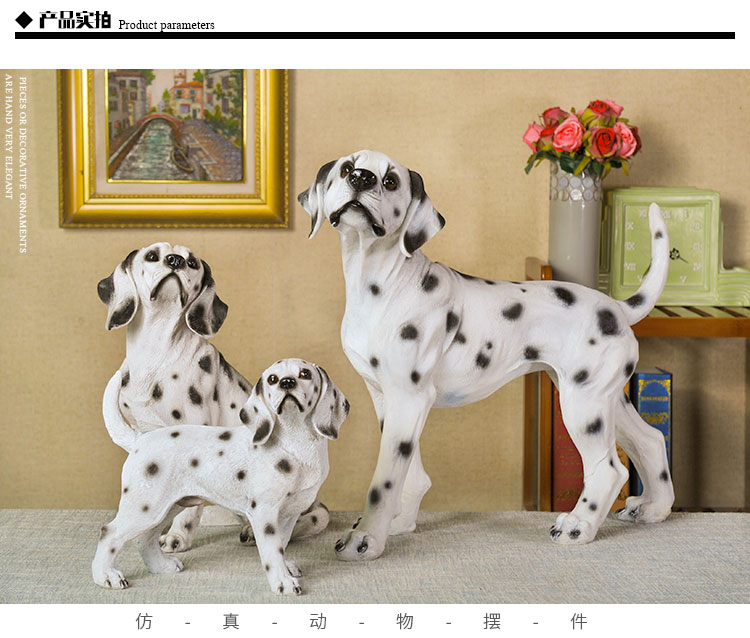 ◆ 产品实拍 Product parameters
PIECES OR DECORATIVE ORNAMENTS
ARE HAND VERY ELEGANT
仿 - 真 - 动 - 物 - 摆 - 件